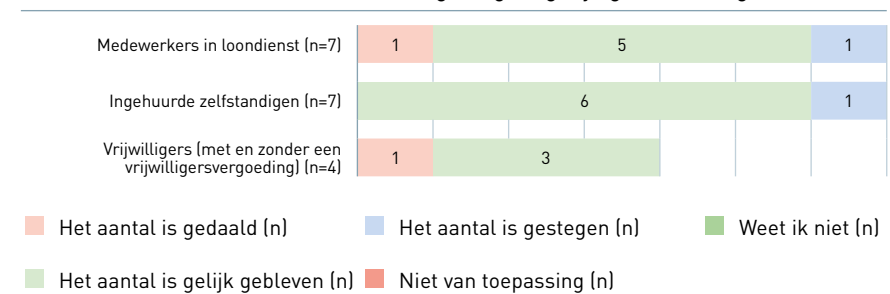 Medewerkers in loondienst (n=7) 1 5 1
Ingehuurde zelfstandigen (n=7) 6 1
Vrijwilligers (met en zonder een
vrijwilligersvergoeding) (n=4) 1 3
Het aantal is gedaald (n) Het aantal is gestegen (n) Weet ik niet (n)
Het aantal is gelijk gebleven (n) Niet van toepassing (n)